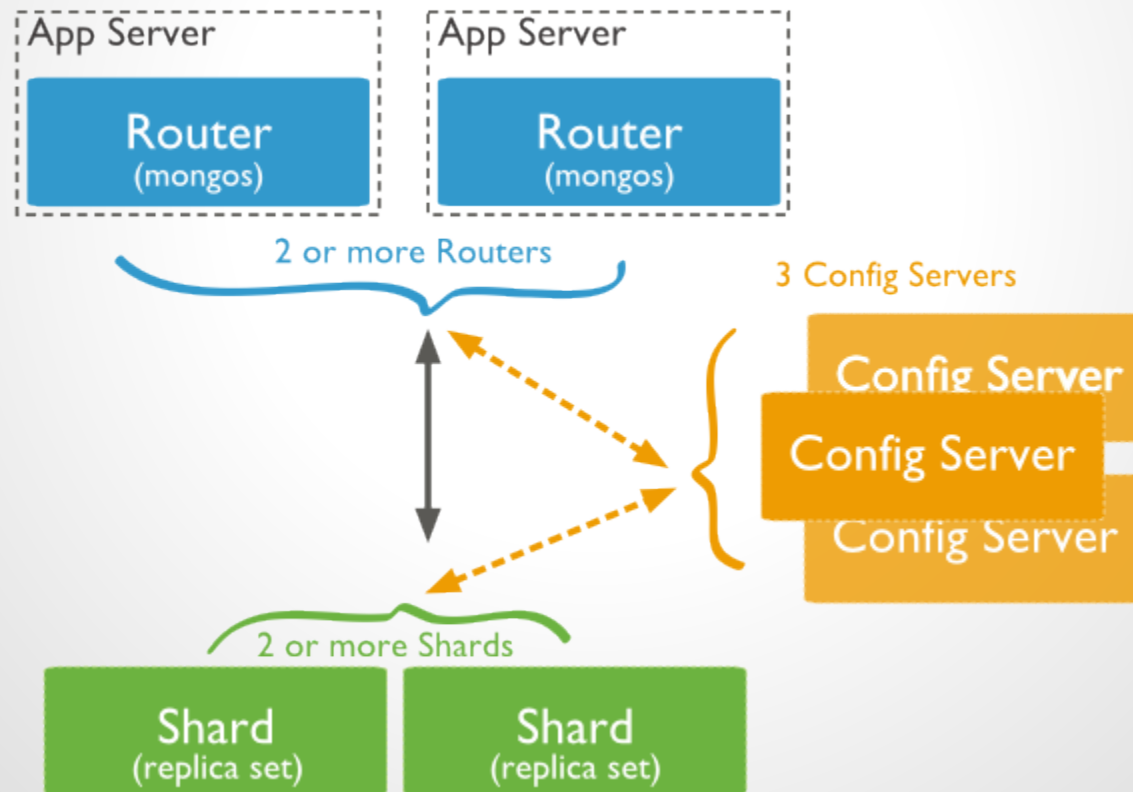 App Server
App Server
Router
(mongos)
Router
(mongos)
2 or more Routers
3 Config Servers
Config Server
Config Server
Config Server
2 or more Shards
Shard
(replica set)
Shard
(replica set)